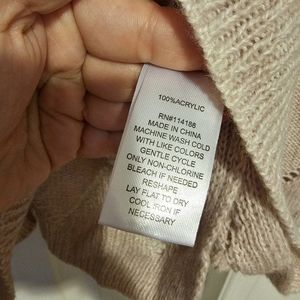 100%ACRYLIC
RN#114186
MADE IN CHINA
MACHINE WASH COLD
WITH LIKE COLORS
GENTLE CYCLE
ONLY NON-CHLORINE
BLEACH IF NEEDED
RESHAPE
LAY FLAT TO DRY
COOL IRON IF
NECESSARY